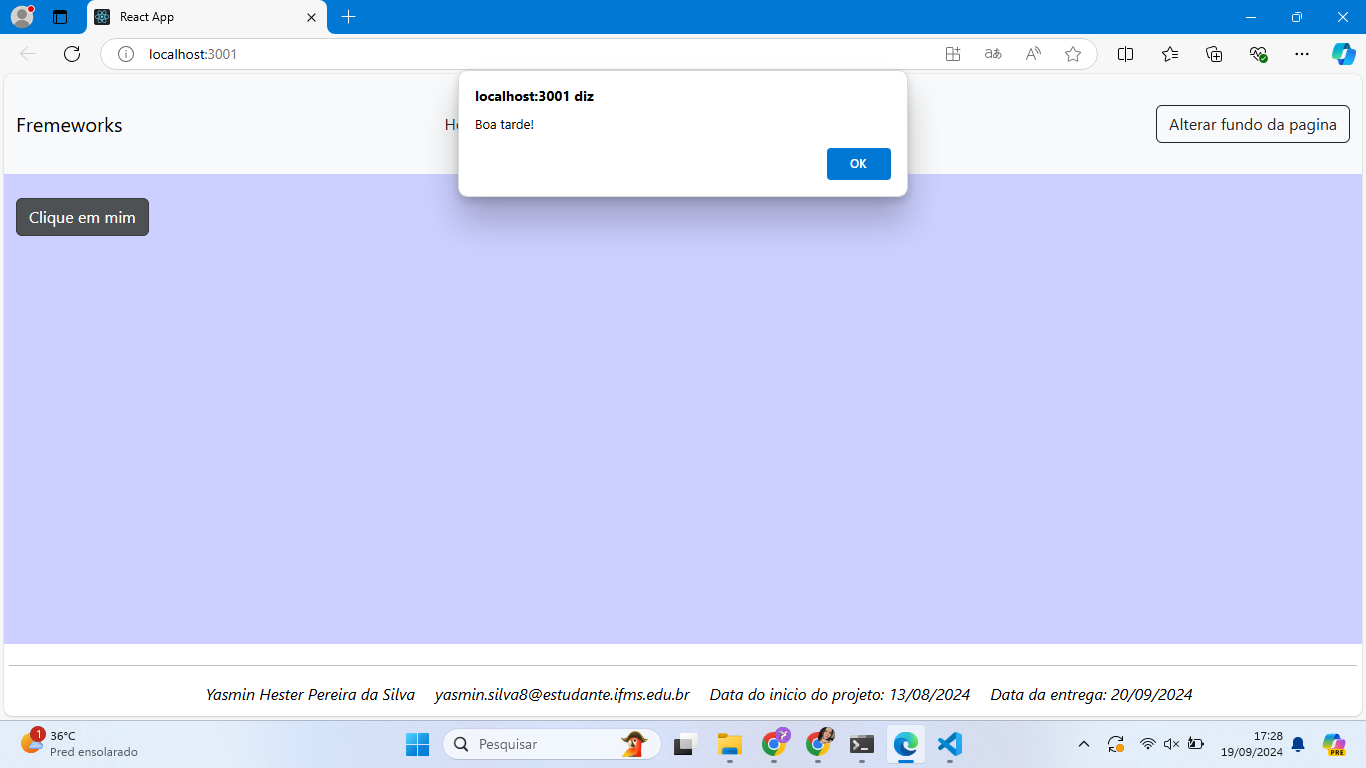 React App
localhost:3001
localhost:3001 diz
Boa tarde!
OK
Fremeworks
Alterar fundo da pagina
Clique em mim
Yasmin Hester Pereira da Silva yasmin.silva8@estudante.ifms.edu.br Data do inicio do projeto: 13/08/2024 Data da entrega: 20/09/2024
1
36°C
Pred ensolarado
Pesquisar
17:28
19/09/2024
PRE